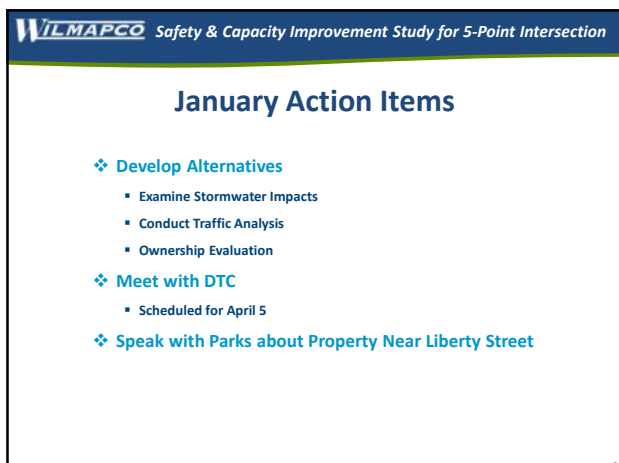 WILMAPCO Safety & Capacity Improvement Study for 5-Point Intersection
January Action Items
❖ Develop Alternatives
▪ Examine Stormwater Impacts
▪ Conduct Traffic Analysis
▪ Ownership Evaluation
❖ Meet with DTC
▪ Scheduled for April 5
❖ Speak with Parks about Property Near Liberty Street